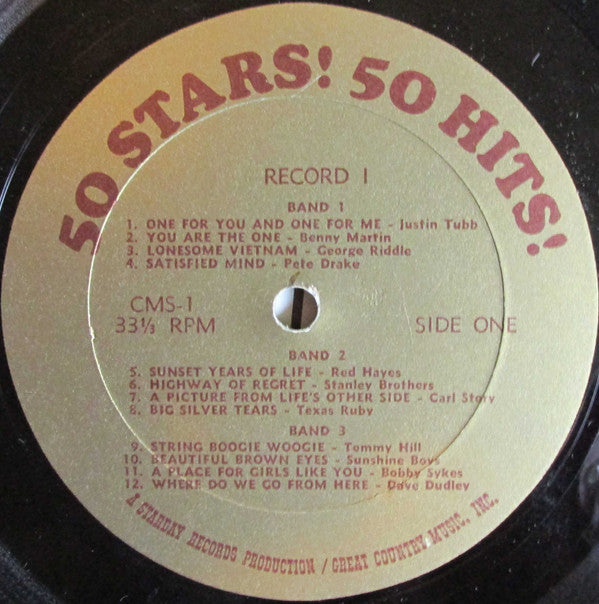 50 STARS! 50 HITS!
RECORD I
BAND 1
1. ONE FOR YOU AND ONE FOR ME - Justin Tubb
2. YOU ARE THE ONE - Benny Martin
3. LONESOME VIETNAM - George Riddle
4. SATISFIED MIND - Pete Drake
CMS-1
33⅓ RPM
SIDE ONE
BAND 2
5. SUNSET YEARS OF LIFE - Red Hayes
6. HIGHWAY OF REGRET - Stanley Brothers
7. A PICTURE FROM LIFE'S OTHER SIDE - Carl Story
8. BIG SILVER TEARS - Texas Ruby
BAND 3
9. STRING BOOGIE WOOGIE - Tommy Hill
10. BEAUTIFUL BROWN EYES - Sunshine Boys
11. A PLACE FOR GIRLS LIKE YOU - Bobby Sykes
12. WHERE DO WE GO FROM HERE - Dave Dudley
A STARDAY RECORDS PRODUCTION / GREAT COUNTRY MUSIC, INC.